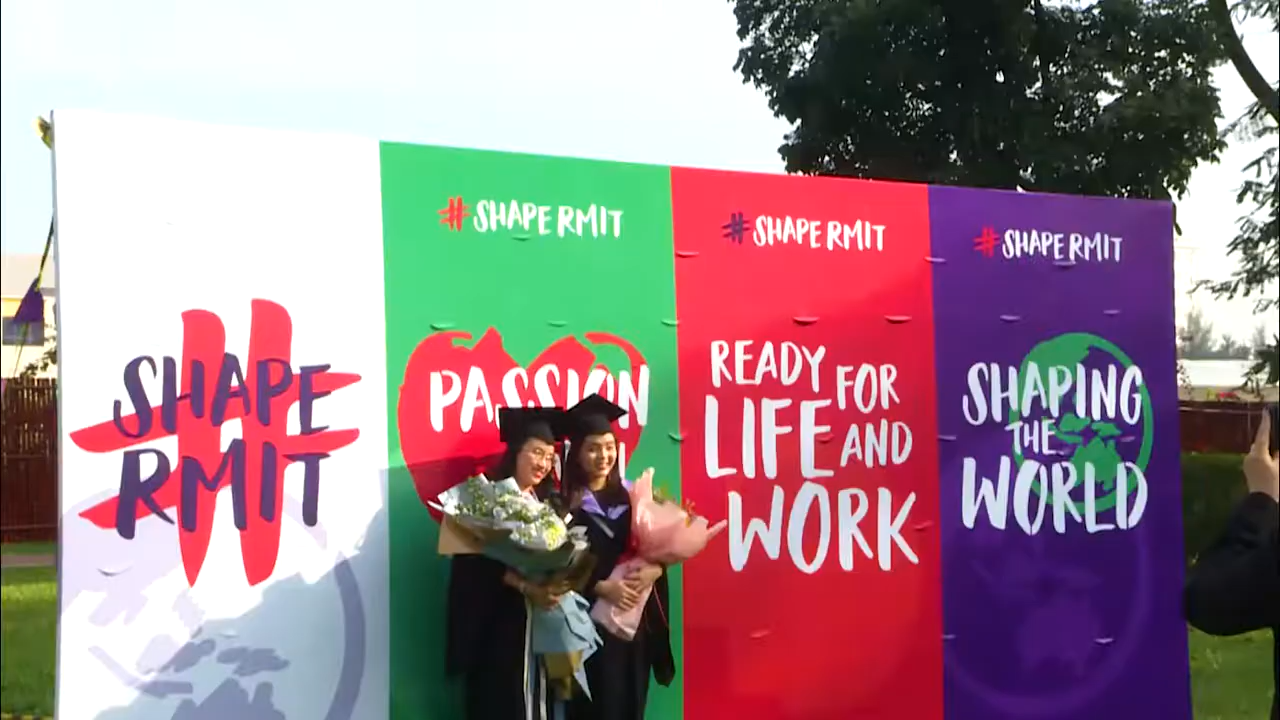 SHAPE
RMIT
#SHAPE RMIT
PASSION
#SHAPE RMIT
READY FOR
LIFE AND
WORK
#SHAPE RMIT
SHAPING
THE
WORLD